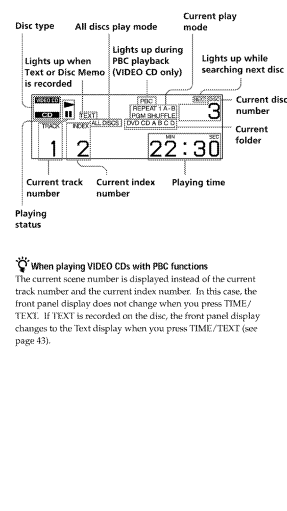 Current play
mode
Disc type
All discs play mode
Lights up during
PBC playback
(VIDEO CD only)
Lights up when
Text or Disc Memo
is recorded
Lights up while
searching next disc
VIDEO CD
CD
TEXT
ALL DISCS
PBC
REPEAT 1 A-B
PGM SHUFFLE
DVD CD A B C D
DISC
3
Current disc
number
Current
folder
TRACK
INDEX
MIN
SEC
1
2
22:30
Current track
number
Current index
number
Playing time
Playing
status
When playing VIDEO CDs with PBC functions
The current scene number is displayed instead of the current
track number and the current index number. In this case, the
front panel display does not change when you press TIME/
TEXT. If TEXT is recorded on the disc, the front panel display
changes to the Text display when you press TIME/TEXT (see
page 43).